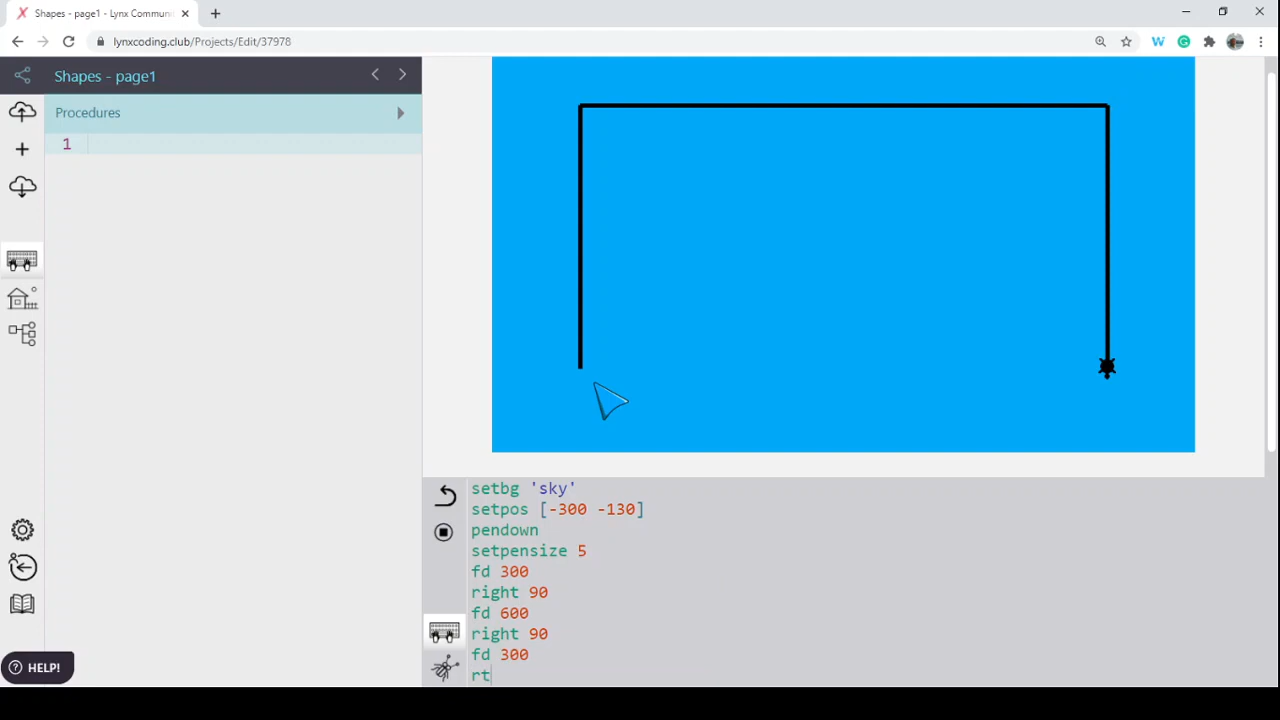 Shapes - page1 - Lynx Commun
lynxcoding.club/Projects/Edit/37978
Shapes - page1
Procedures
1
setbg 'sky'
setpos [-300 -130]
pendown
setpensize 5
fd 300
right 90
fd 600
right 90
fd 300
rt
HELP!